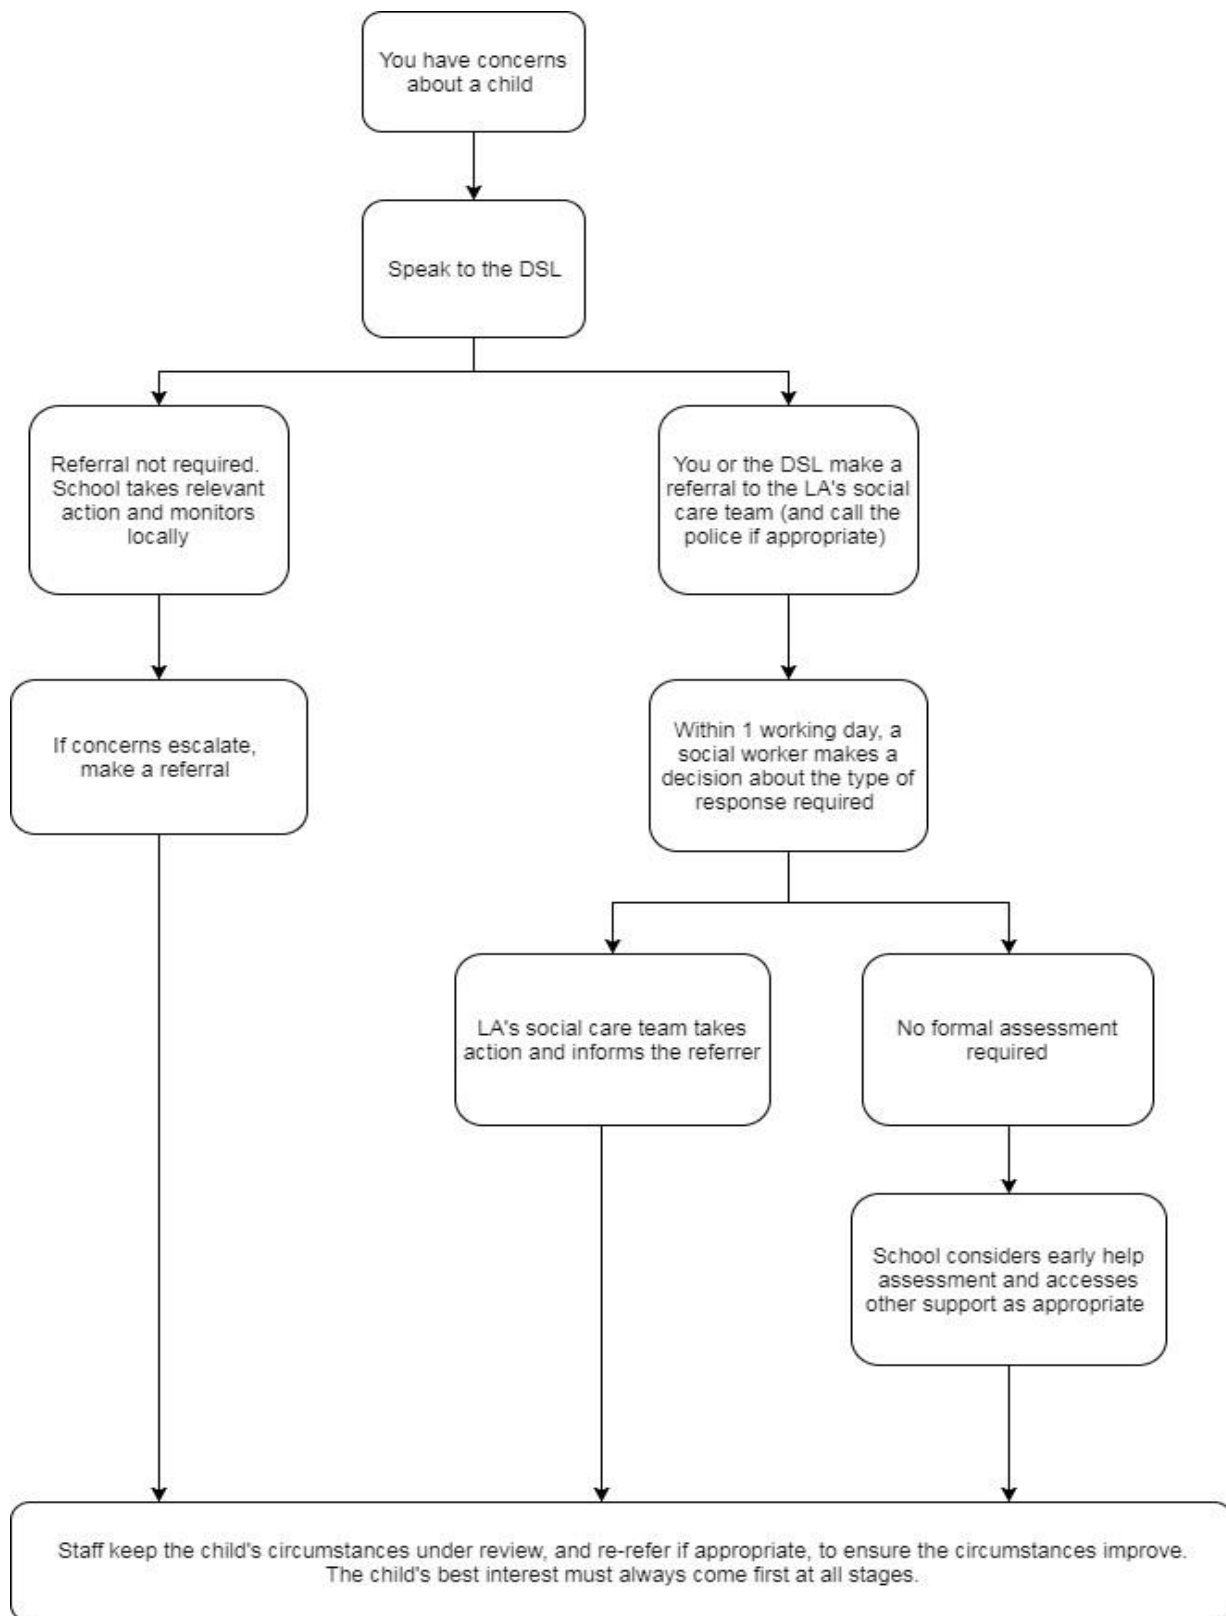 You have concerns
about a child
Speak to the DSL
Referral not required.
School takes relevant
action and monitors
locally
You or the DSL make a
referral to the LA's social
care team (and call the
police if appropriate)
If concerns escalate,
make a referral
Within 1 working day, a
social worker makes a
decision about the type of
response required
LA's social care team takes
action and informs the referrer
No formal assessment
required
School considers early help
assessment and accesses
other support as appropriate
Staff keep the child's circumstances under review, and re-refer if appropriate, to ensure the circumstances improve.
The child's best interest must always come first at all stages.